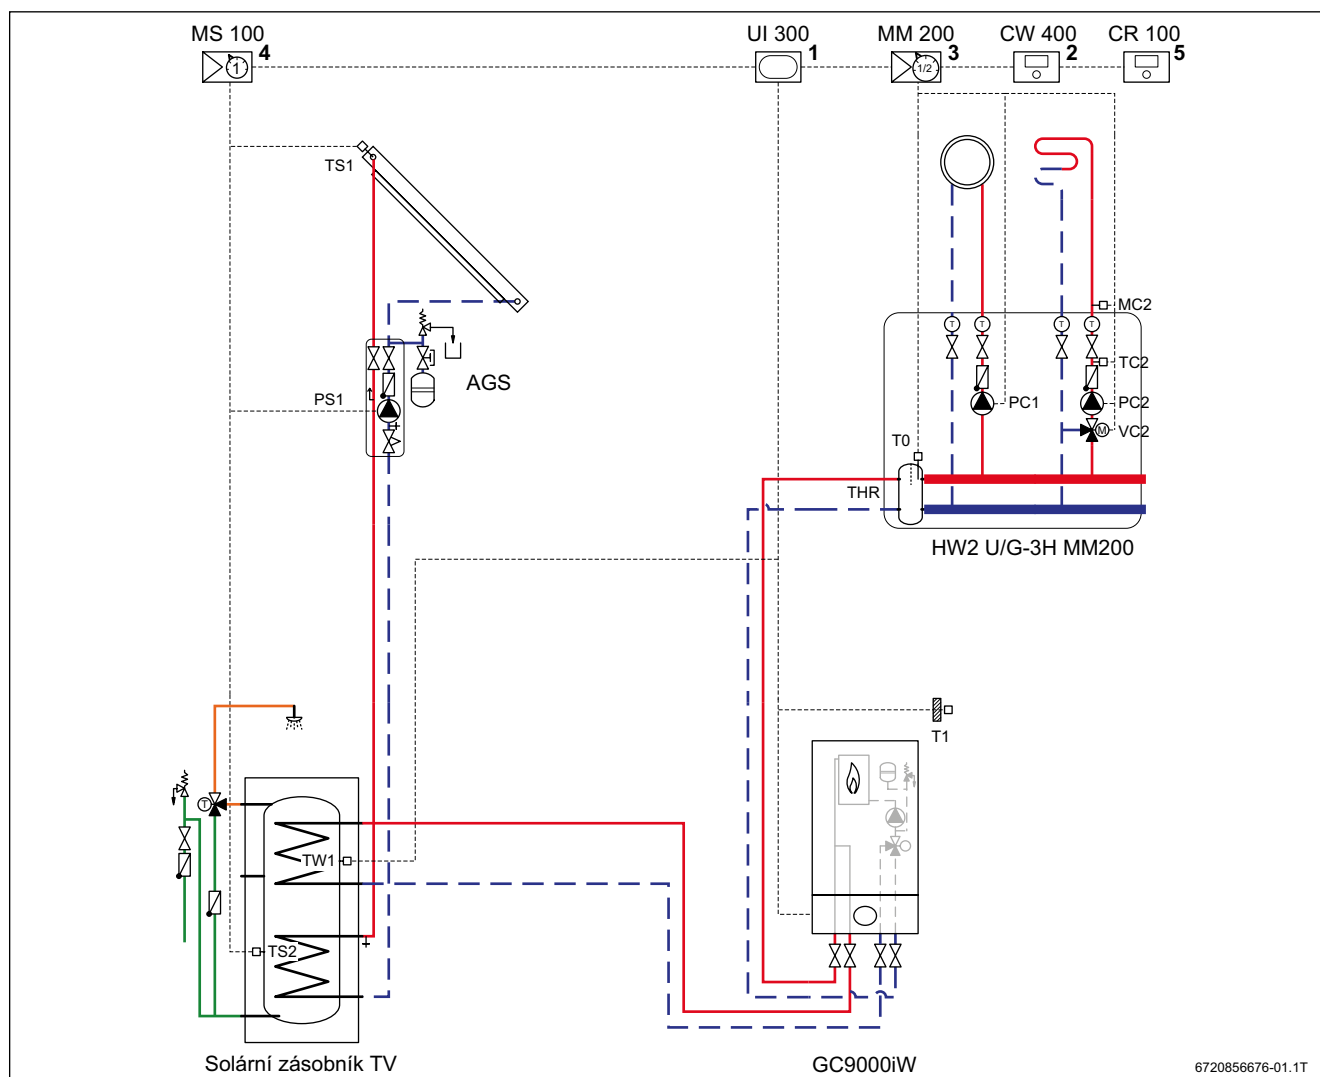 MS 100 UI 300 MM 200 CW 400 CR 100
4 1 3 2 5
1 1/2
TS1
MC2
T T T T
TC2
AGS
PS1 PC1 PC2
M VC2
T0
THR
HW2 U/G-3H MM200
T1
T
TW1
TS2
Solární zásobník TV GC9000iW
6720856676-01.1T